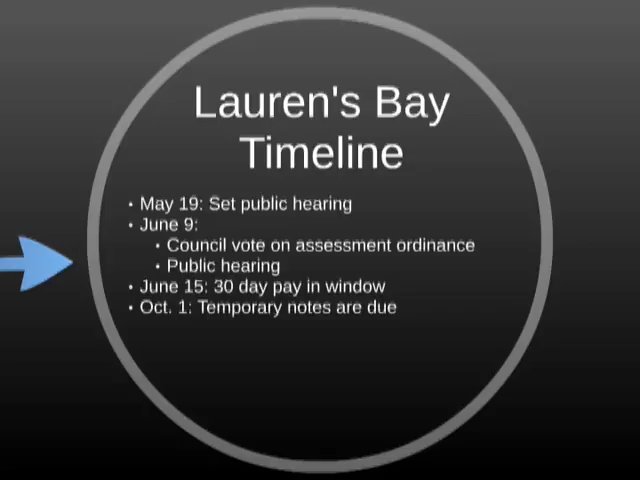 Lauren's Bay
Timeline
• May 19: Set public hearing
• June 9:
• Council vote on assessment ordinance
• Public hearing
• June 15: 30 day pay in window
• Oct. 1: Temporary notes are due